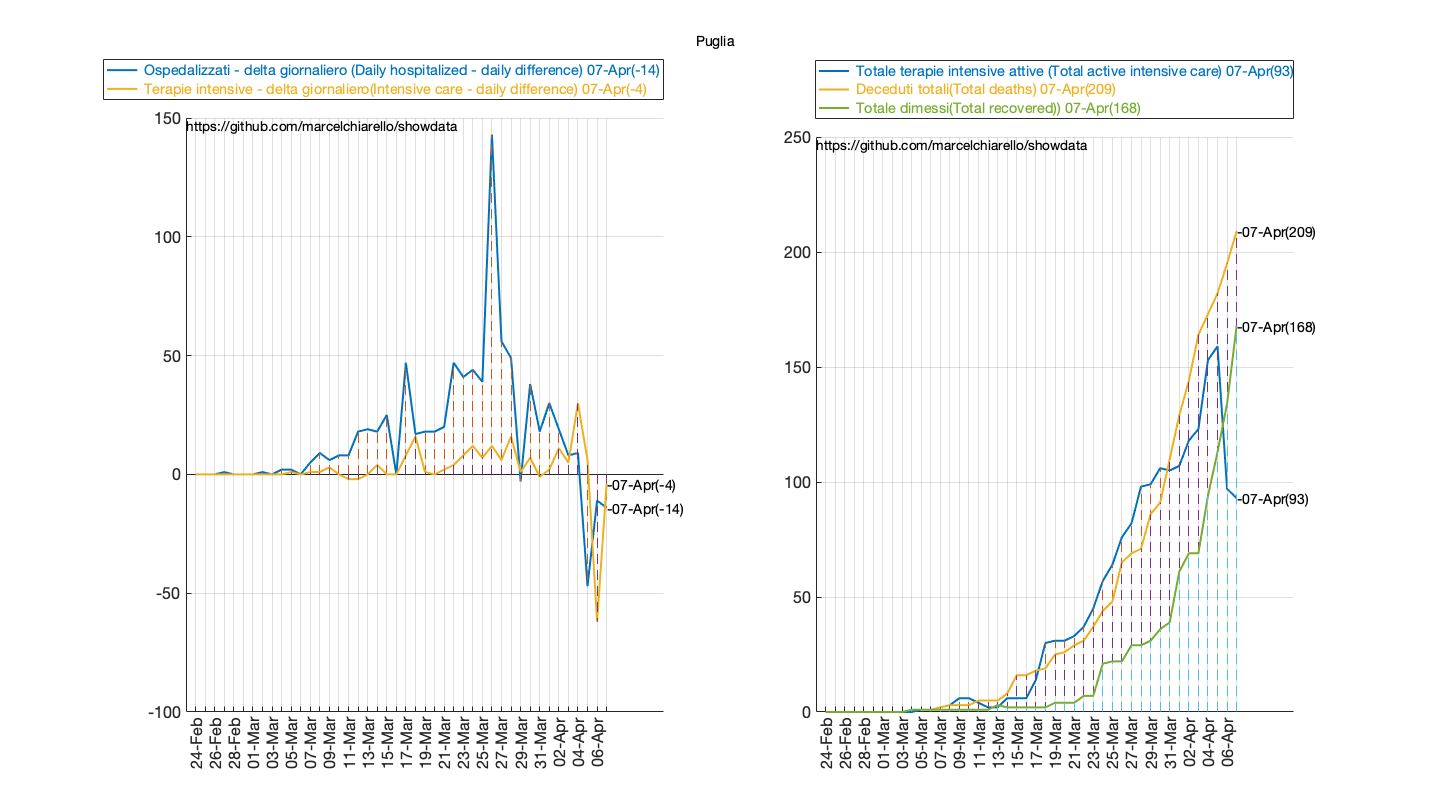 Puglia
Ospedalizzati - delta giornaliero (Daily hospitalized - daily difference) 07-Apr(-14)
Terapie intensive - delta giornaliero(Intensive care - daily difference) 07-Apr(-4)
150
https://github.com/marcelchiarello/showdata
100
50
0
-07-Apr(-4)
-07-Apr(-14)
-50
-100
24-Feb
26-Feb
28-Feb
01-Mar
03-Mar
05-Mar
07-Mar
09-Mar
11-Mar
13-Mar
15-Mar
17-Mar
19-Mar
21-Mar
23-Mar
25-Mar
27-Mar
29-Mar
31-Mar
02-Apr
04-Apr
06-Apr
Totale terapie intensive attive (Total active intensive care) 07-Apr(93)
Deceduti totali(Total deaths) 07-Apr(209)
Totale dimessi(Total recovered)) 07-Apr(168)
250
https://github.com/marcelchiarello/showdata
-07-Apr(209)
200
-07-Apr(168)
150
100
-07-Apr(93)
50
0
24-Feb
26-Feb
28-Feb
01-Mar
03-Mar
05-Mar
07-Mar
09-Mar
11-Mar
13-Mar
15-Mar
17-Mar
19-Mar
21-Mar
23-Mar
25-Mar
27-Mar
29-Mar
31-Mar
02-Apr
04-Apr
06-Apr